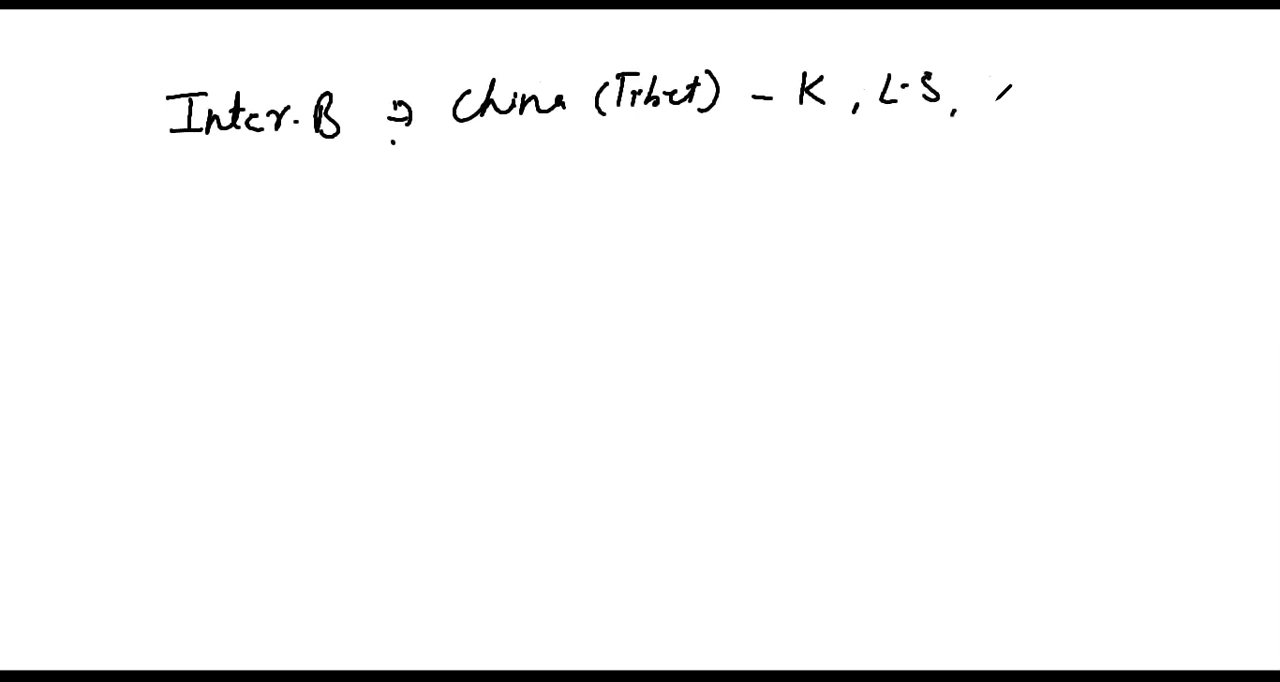 Inter. B ⇒ China (Tibet) - K, L.S,